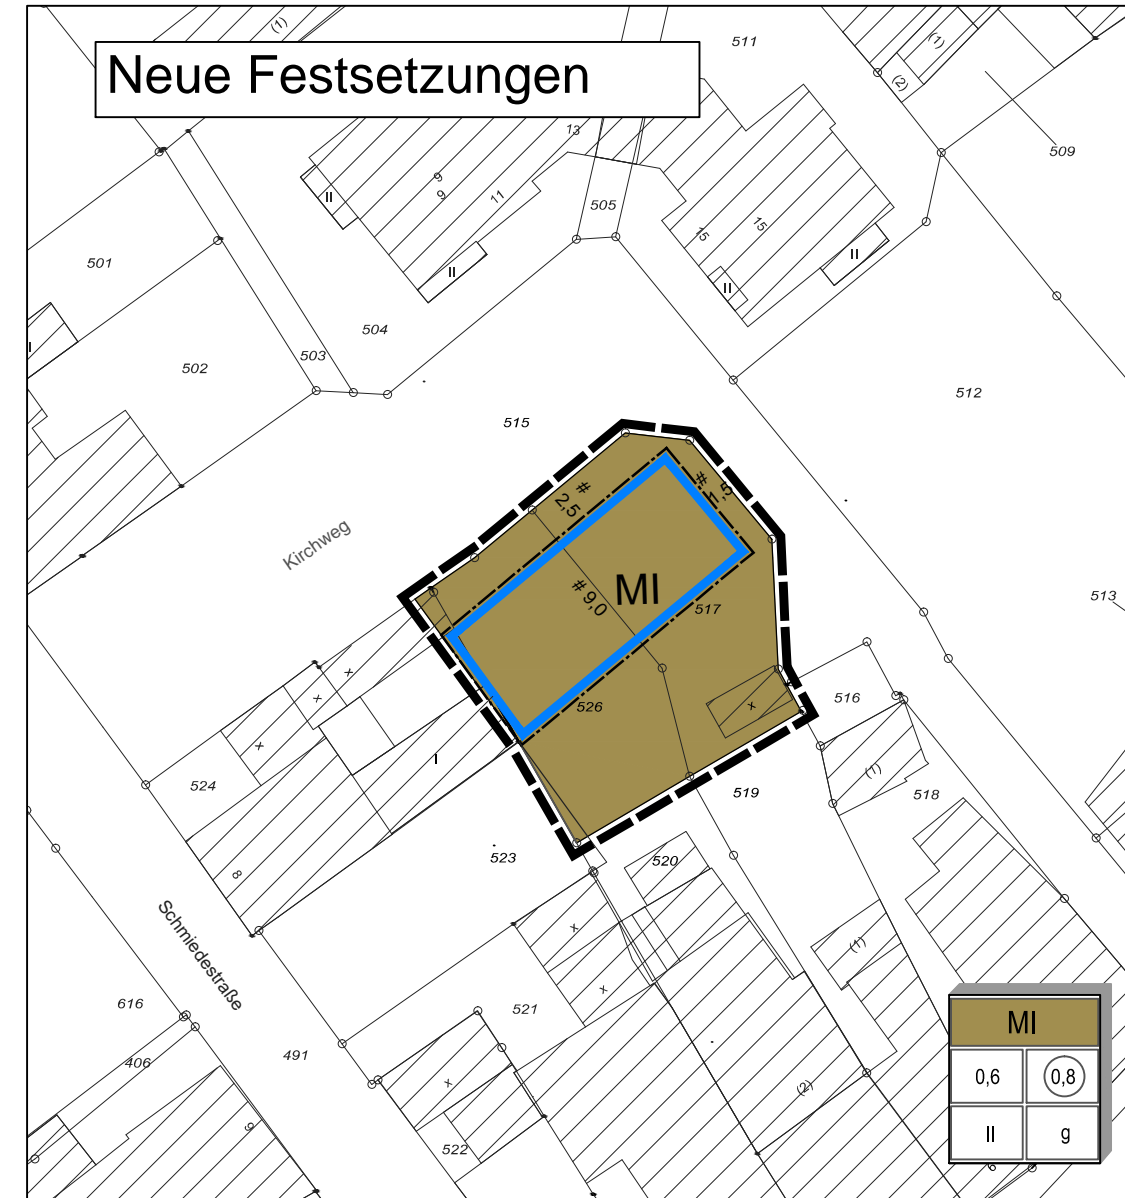 Neue Festsetzungen
(1)
511
(1)
(2)
509
13
9
9
11
II
II
505
15
15
II
II
501
504
503
502
512
515
Kirchweg
# 2,5
# 1,5
# 9,0
MI
517
513
526
x
x
x
x
516
I
524
519
(1)
518
523
520
8
x
x
(1)
Schmiedestraße
616
521
491
406
x
(2)
9
522
MI
0,6
0,8
II
g